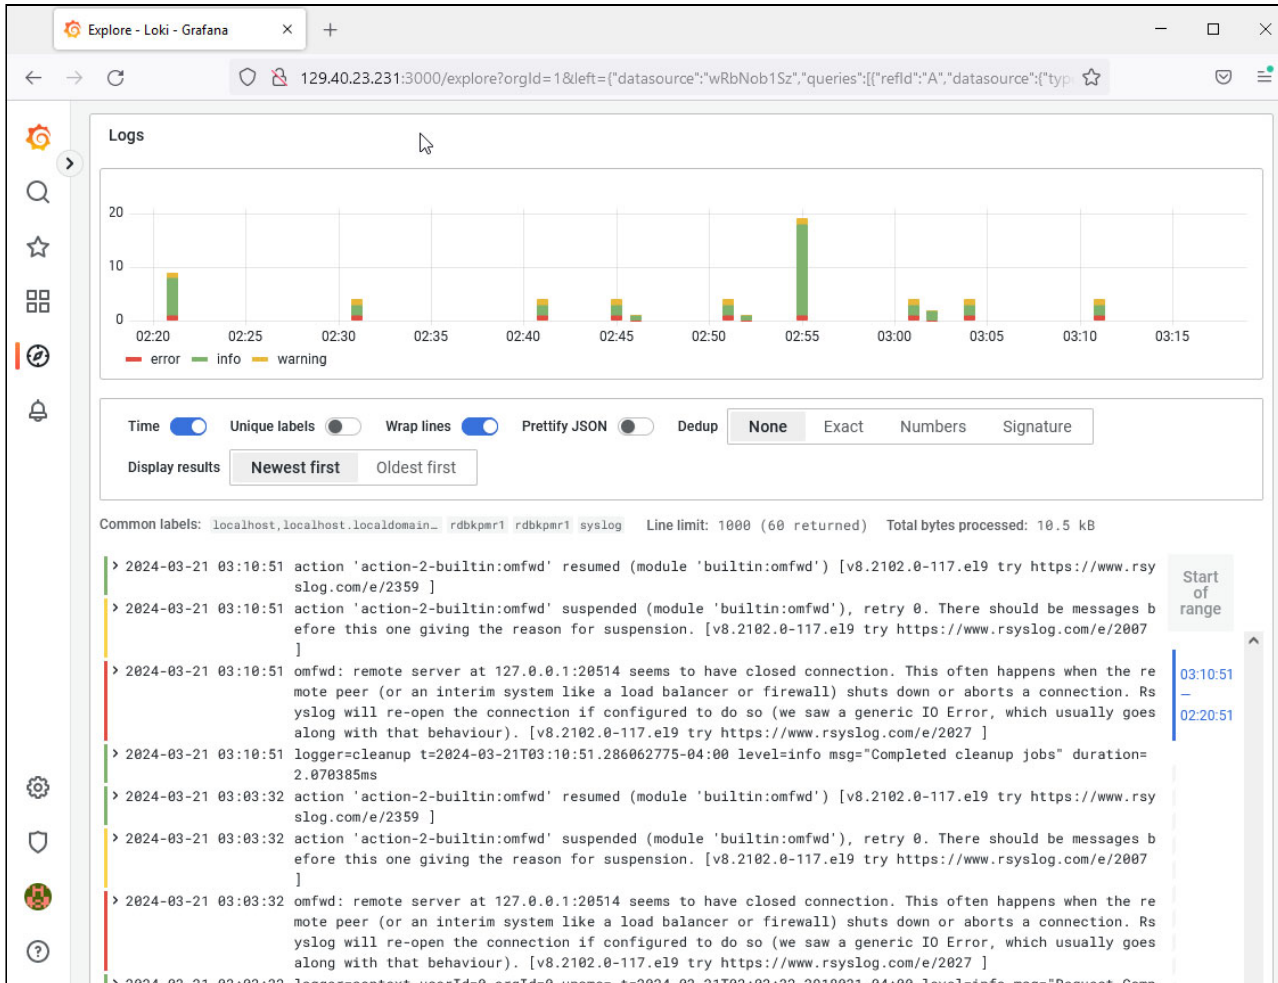 Explore - Loki - Grafana
129.40.23.231:3000/explore?orgId=1&left={"datasource":"wRbNob1Sz","queries":[{"refId":"A","datasource":{"typ
Logs
20
10
0
02:20 02:25 02:30 02:35 02:40 02:45 02:50 02:55 03:00 03:05 03:10 03:15
error info warning
Time Unique labels Wrap lines Prettify JSON Dedup None Exact Numbers Signature
Display results Newest first Oldest first
Common labels: localhost,localhost.localdomain… rdbkpmr1 rdbkpmr1 syslog Line limit: 1000 (60 returned) Total bytes processed: 10.5 kB
2024-03-21 03:10:51 action 'action-2-builtin:omfwd' resumed (module 'builtin:omfwd') [v8.2102.0-117.el9 try https://www.rsy
slog.com/e/2359 ]
2024-03-21 03:10:51 action 'action-2-builtin:omfwd' suspended (module 'builtin:omfwd'), retry 0. There should be messages b
efore this one giving the reason for suspension. [v8.2102.0-117.el9 try https://www.rsyslog.com/e/2007
]
2024-03-21 03:10:51 omfwd: remote server at 127.0.0.1:20514 seems to have closed connection. This often happens when the re
mote peer (or an interim system like a load balancer or firewall) shuts down or aborts a connection. Rs
yslog will re-open the connection if configured to do so (we saw a generic IO Error, which usually goes
along with that behaviour). [v8.2102.0-117.el9 try https://www.rsyslog.com/e/2027 ]
2024-03-21 03:10:51 logger=cleanup t=2024-03-21T03:10:51.286062775-04:00 level=info msg="Completed cleanup jobs" duration=
2.070385ms
2024-03-21 03:03:32 action 'action-2-builtin:omfwd' resumed (module 'builtin:omfwd') [v8.2102.0-117.el9 try https://www.rsy
slog.com/e/2359 ]
2024-03-21 03:03:32 action 'action-2-builtin:omfwd' suspended (module 'builtin:omfwd'), retry 0. There should be messages b
efore this one giving the reason for suspension. [v8.2102.0-117.el9 try https://www.rsyslog.com/e/2007
]
2024-03-21 03:03:32 omfwd: remote server at 127.0.0.1:20514 seems to have closed connection. This often happens when the re
mote peer (or an interim system like a load balancer or firewall) shuts down or aborts a connection. Rs
yslog will re-open the connection if configured to do so (we saw a generic IO Error, which usually goes
along with that behaviour). [v8.2102.0-117.el9 try https://www.rsyslog.com/e/2027 ]
Start
of
range
03:10:51
—
02:20:51